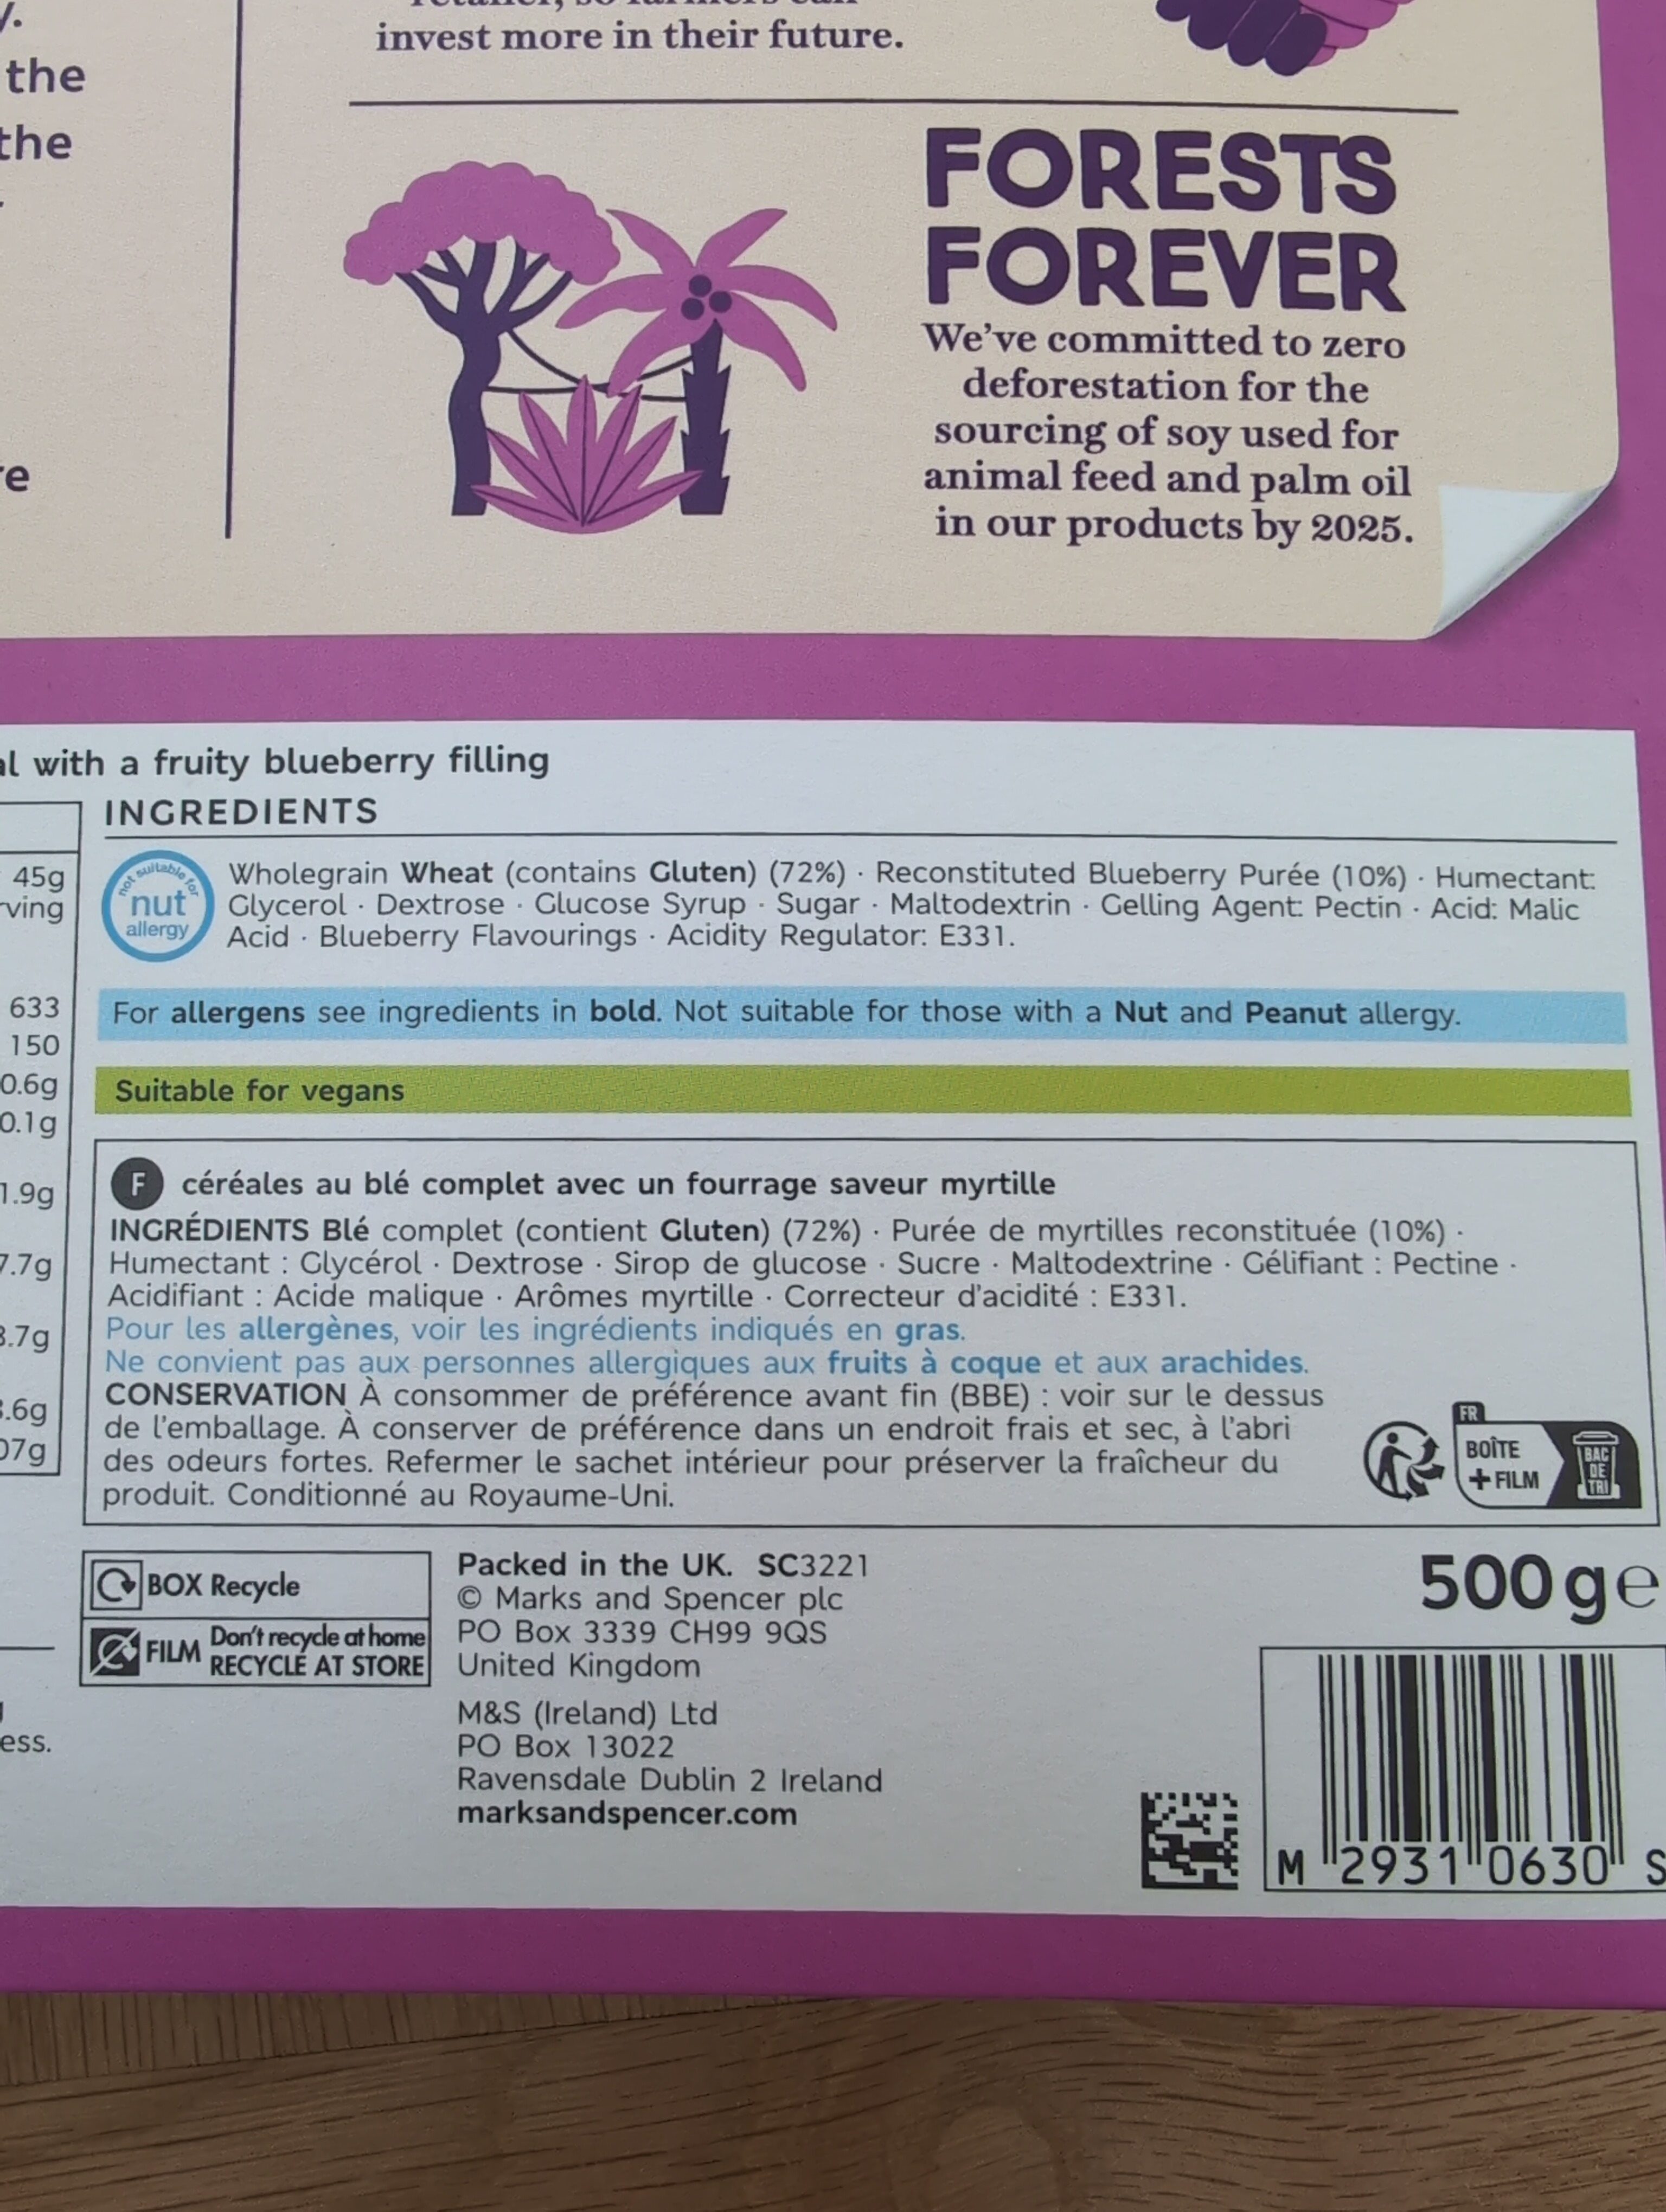 the
the
invest more in their future.
FORESTS
FOREVER
We've committed to zero
deforestation for the
sourcing of soy used for
animal feed and palm oil
in our products by 2025.
with a fruity blueberry filling
INGREDIENTS
45g
633
150
0.6g
0.1g
not suitable for
nut
allergy
Wholegrain Wheat (contains Gluten) (72%) · Reconstituted Blueberry Purée (10%) · Humectant:
Glycerol · Dextrose · Glucose Syrup · Sugar · Maltodextrin · Gelling Agent: Pectin · Acid: Malic
Acid · Blueberry Flavourings · Acidity Regulator: E331.
For allergens see ingredients in bold. Not suitable for those with a Nut and Peanut allergy.
Suitable for vegans
F céréales au blé complet avec un fourrage saveur myrtille
INGRÉDIENTS Blé complet (contient Gluten) (72%) · Purée de myrtilles reconstituée (10%) ·
Humectant : Glycérol · Dextrose · Sirop de glucose · Sucre · Maltodextrine · Gélifiant : Pectine ·
Acidifiant : Acide malique · Arômes myrtille · Correcteur d'acidité : E331.
Pour les allergènes, voir les ingrédients indiqués en gras.
Ne convient pas aux personnes allergiques aux fruits à coque et aux arachides.
CONSERVATION À consommer de préférence avant fin (BBE) : voir sur le dessus
de l'emballage. À conserver de préférence dans un endroit frais et sec, à l'abri
des odeurs fortes. Refermer le sachet intérieur pour préserver la fraîcheur du
produit. Conditionné au Royaume-Uni.
FR
BOÎTE
+ FILM
BAC
DE
TRI
BOX Recycle
FILM Don't recycle at home
RECYCLE AT STORE
Packed in the UK. SC3221
© Marks and Spencer plc
PO Box 3339 CH99 9QS
United Kingdom
M&S (Ireland) Ltd
PO Box 13022
Ravensdale Dublin 2 Ireland
marksandspencer.com
500g e
M 2931 0630 S